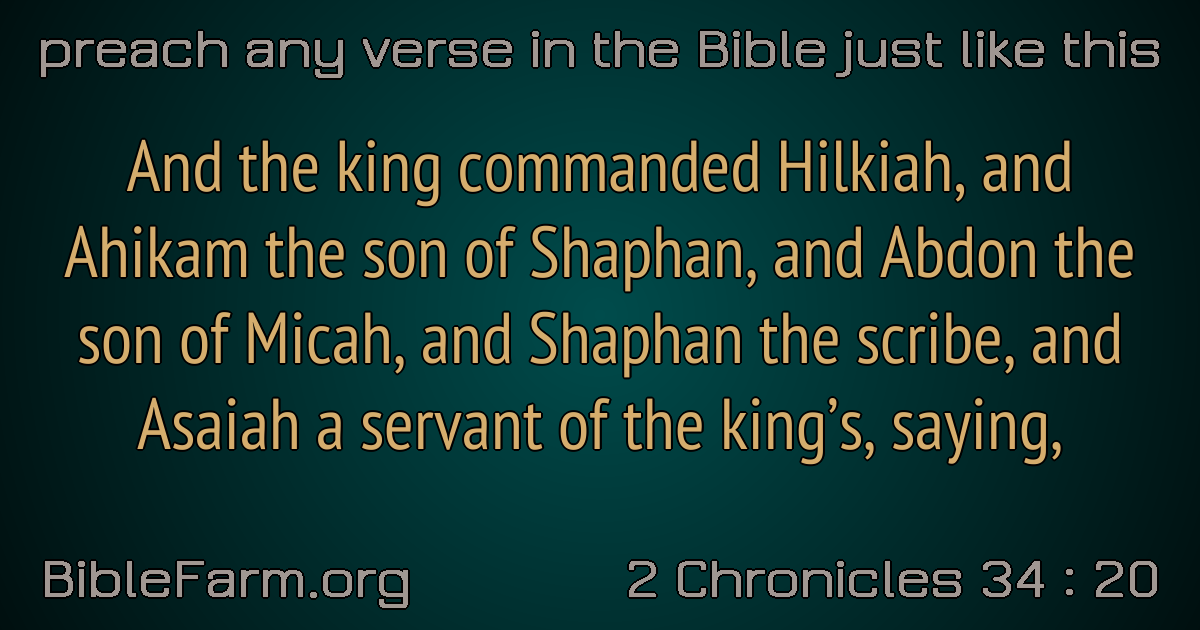 preach any verse in the Bible just like this
And the king commanded Hilkiah, and
Ahikam the son of Shaphan, and Abdon the
son of Micah, and Shaphan the scribe, and
Asaiah a servant of the king’s, saying,
BibleFarm.org
2 Chronicles 34 : 20